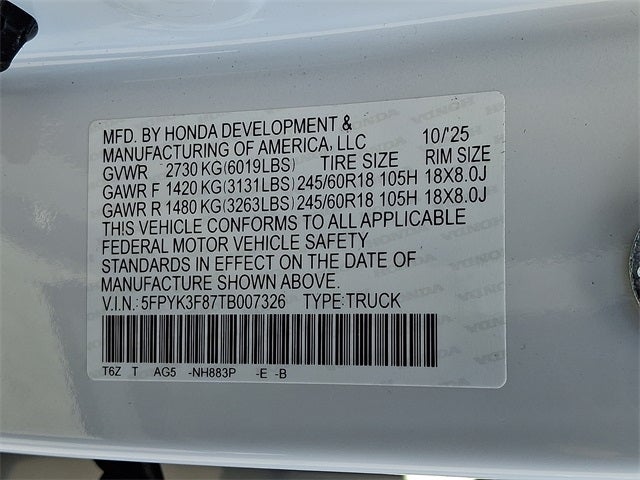 MFD. BY HONDA DEVELOPMENT &
MANUFACTURING OF AMERICA, LLC 10/'25
GVWR 2730 KG(6019LBS) TIRE SIZE RIM SIZE
GAWR F 1420 KG(3131LBS) 245/60R18 105H 18X8.0J
GAWR R 1480 KG(3263LBS) 245/60R18 105H 18X8.0J
THIS VEHICLE CONFORMS TO ALL APPLICABLE
FEDERAL MOTOR VEHICLE SAFETY
STANDARDS IN EFFECT ON THE DATE OF
MANUFACTURE SHOWN ABOVE.
V.I.N.: 5FPYK3F87TB007326 TYPE:TRUCK
T6Z T AG5 -NH883P -E -B